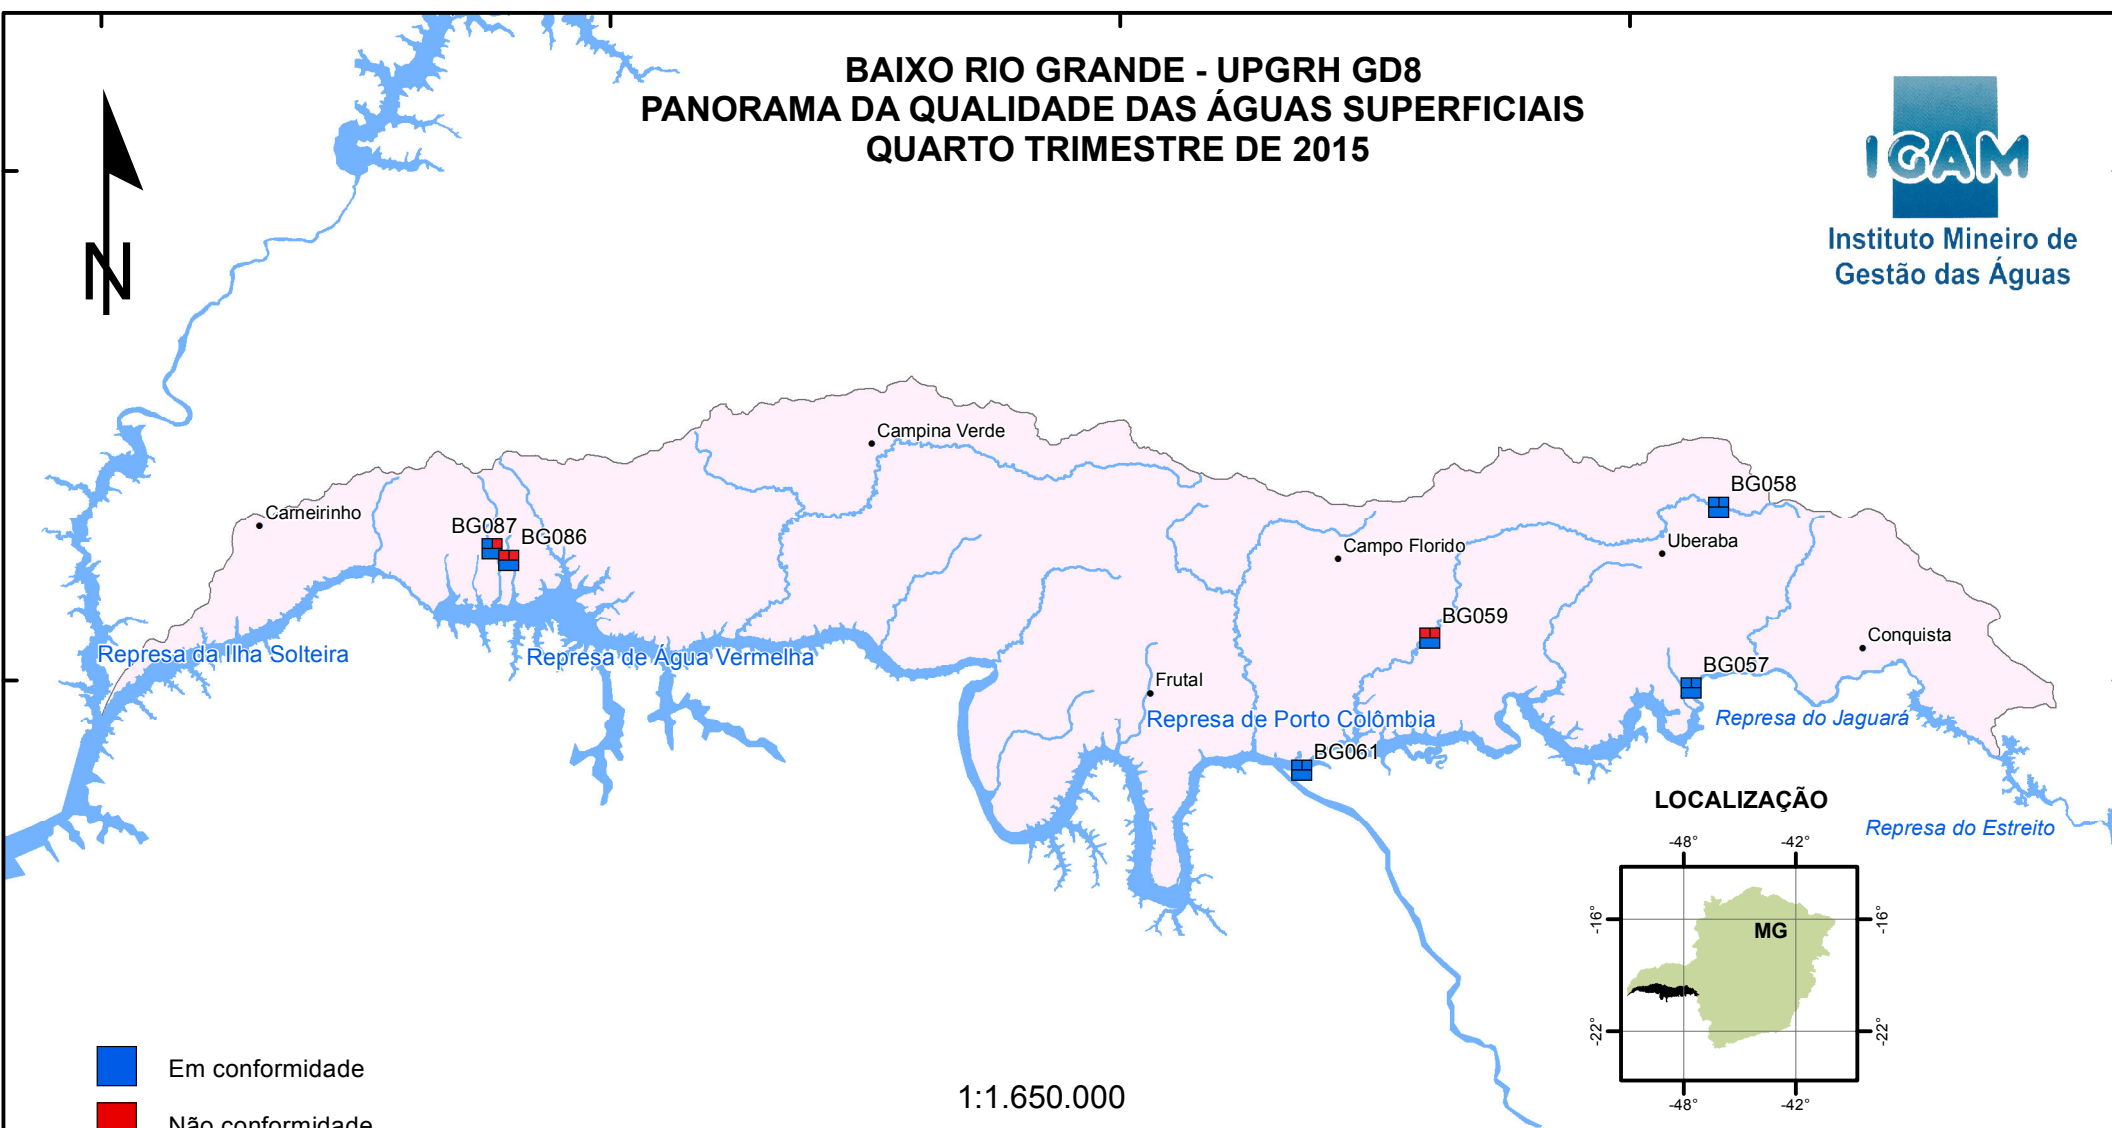 BAIXO RIO GRANDE - UPGRH GD8
PANORAMA DA QUALIDADE DAS ÁGUAS SUPERFICIAIS
QUARTO TRIMESTRE DE 2015
IGAM
Instituto Mineiro de
Gestão das Águas
N
Campina Verde
Carneirinho
BG087
BG086
BG058
Uberaba
Campo Florido
BG059
Conquista
BG057
Represa da Ilha Solteira
Represa de Água Vermelha
Frutal
Represa de Porto Colômbia
Represa do Jaguará
BG061
LOCALIZAÇÃO
Represa do Estreito
-48°
-42°
-16°
-16°
MG
-22°
-22°
-48°
-42°
Em conformidade
Não conformidade
1:1.650.000